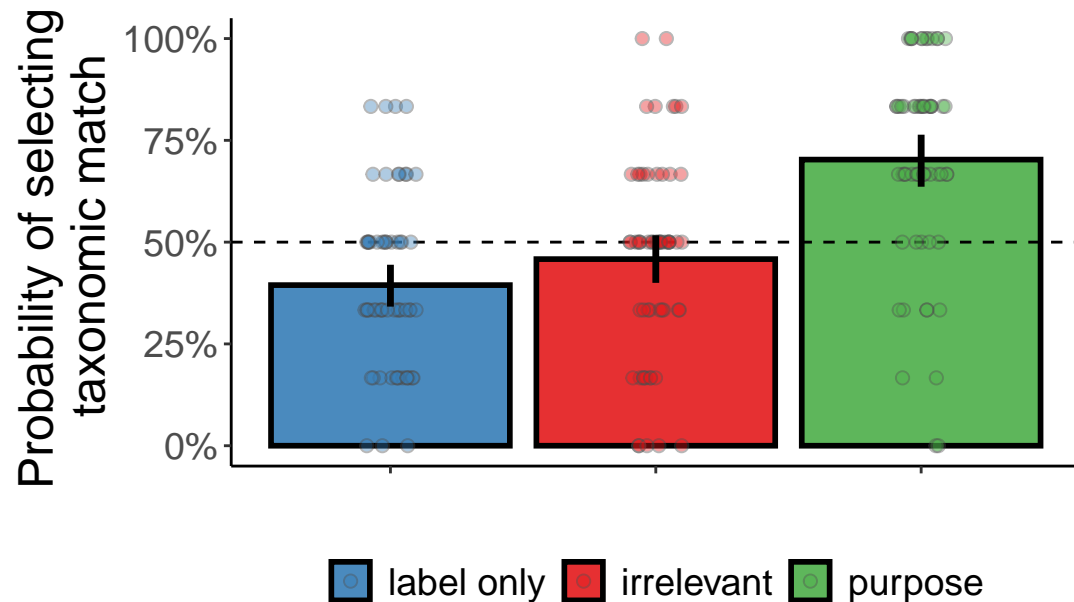 Probability of selecting
taxonomic match
100%
75%
50%
25%
0%
label only
irrelevant
purpose